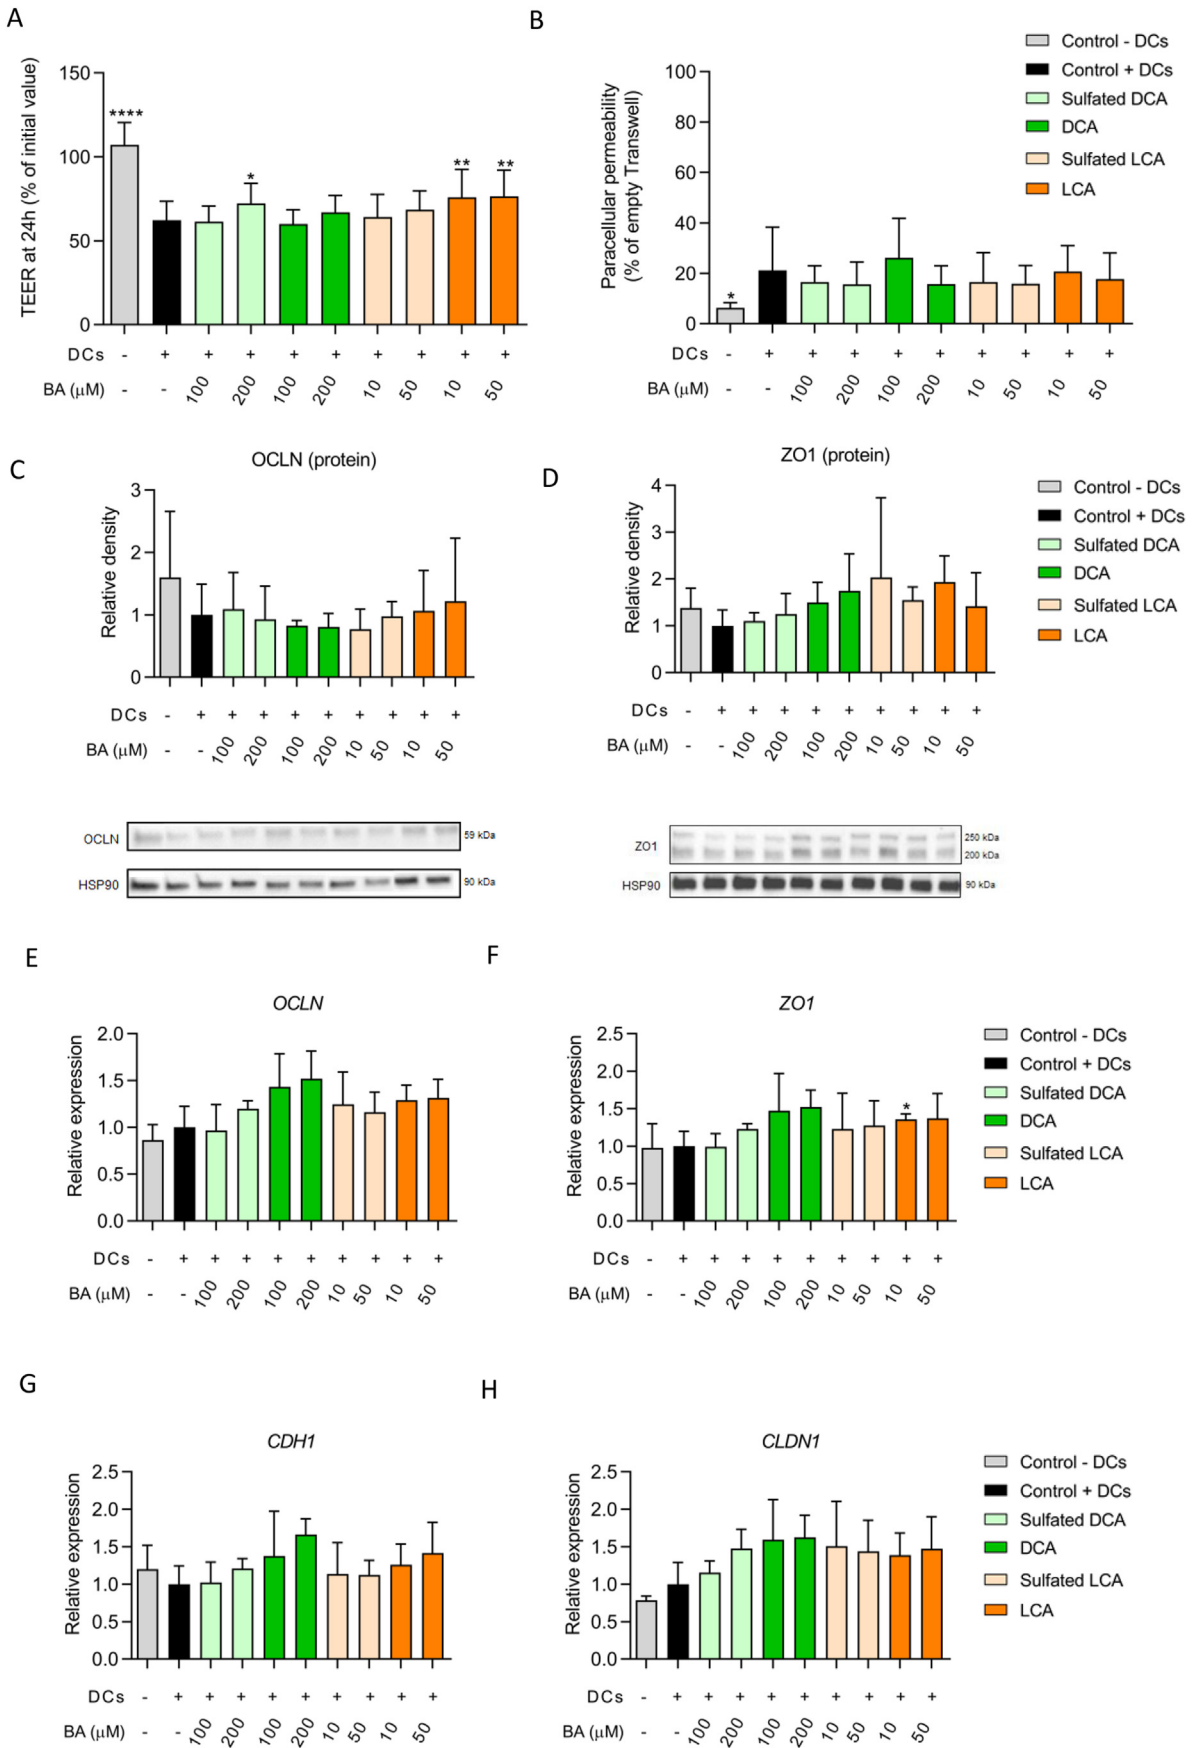 A
TEER at 24h (% of initial value)
150
100
50
0
**** * ** **
DCs - + + + + + + + + +
BA (μM) - - 100 200 100 200 10 50 10 50
B
Paracellular permeability
(% of empty Transwell)
100
80
60
40
20
0
*
DCs - + + + + + + + + +
BA (μM) - - 100 200 100 200 10 50 10 50
Control - DCs
Control + DCs
Sulfated DCA
DCA
Sulfated LCA
LCA
C
OCLN (protein)
Relative density
3
2
1
0
DCs - + + + + + + + + +
BA (μM) - - 100 200 100 200 10 50 10 50
OCLN 59 kDa
HSP90 90 kDa
D
ZO1 (protein)
Relative density
4
3
2
1
0
DCs - + + + + + + + + +
BA (μM) - - 100 200 100 200 10 50 10 50
Control - DCs
Control + DCs
Sulfated DCA
DCA
Sulfated LCA
LCA
ZO1 250 kDa
200 kDa
HSP90 90 kDa
E
OCLN
Relative expression
2.0
1.5
1.0
0.5
0.0
DCs - + + + + + + + + +
BA (μM) - - 100 200 100 200 10 50 10 50
F
ZO1
Relative expression
2.5
2.0
1.5
1.0
0.5
0.0
*
DCs - + + + + + + + + +
BA (μM) - - 100 200 100 200 10 50 10 50
Control - DCs
Control + DCs
Sulfated DCA
DCA
Sulfated LCA
LCA
G
CDH1
Relative expression
2.5
2.0
1.5
1.0
0.5
0.0
DCs - + + + + + + + + +
BA (μM) - - 100 200 100 200 10 50 10 50
H
CLDN1
Relative expression
2.5
2.0
1.5
1.0
0.5
0.0
DCs - + + + + + + + + +
BA (μM) - - 100 200 100 200 10 50 10 50
Control - DCs
Control + DCs
Sulfated DCA
DCA
Sulfated LCA
LCA